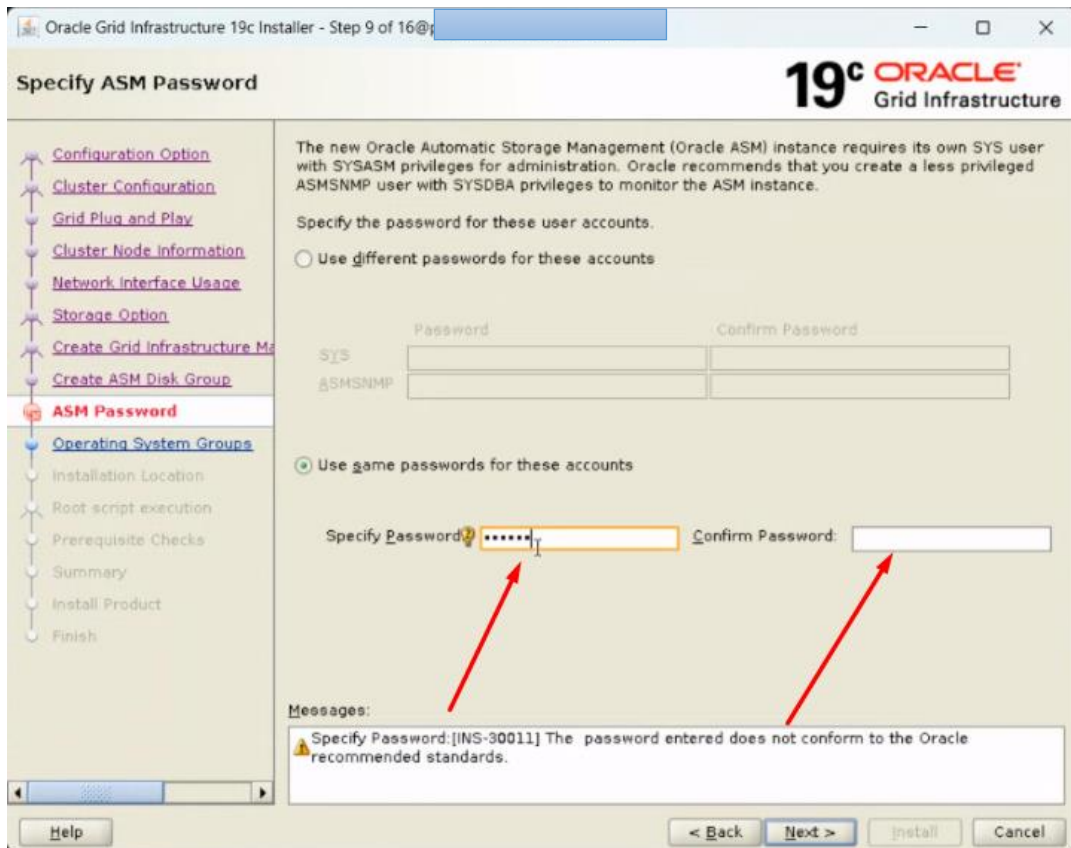 Oracle Grid Infrastructure 19c Installer - Step 9 of 16@p
Specify ASM Password
19c ORACLE
Grid Infrastructure
Configuration Option
Cluster Configuration
Grid Plug and Play
Cluster Node Information
Network Interface Usage
Storage Option
Create Grid Infrastructure Ma
Create ASM Disk Group
ASM Password
Operating System Groups
Installation Location
Root script execution
Prerequisite Checks
Summary
Install Product
Finish
The new Oracle Automatic Storage Management (Oracle ASM) instance requires its own SYS user
with SYSASM privileges for administration. Oracle recommends that you create a less privileged
ASMSNMP user with SYSDBA privileges to monitor the ASM instance.
Specify the password for these user accounts.
Use different passwords for these accounts
Password Confirm Password
SYS
ASMSNMP
Use same passwords for these accounts
Specify Password •••••• Confirm Password:
Messages:
Specify Password:[INS-30011] The password entered does not conform to the Oracle
recommended standards.
Help < Back Next > Install Cancel